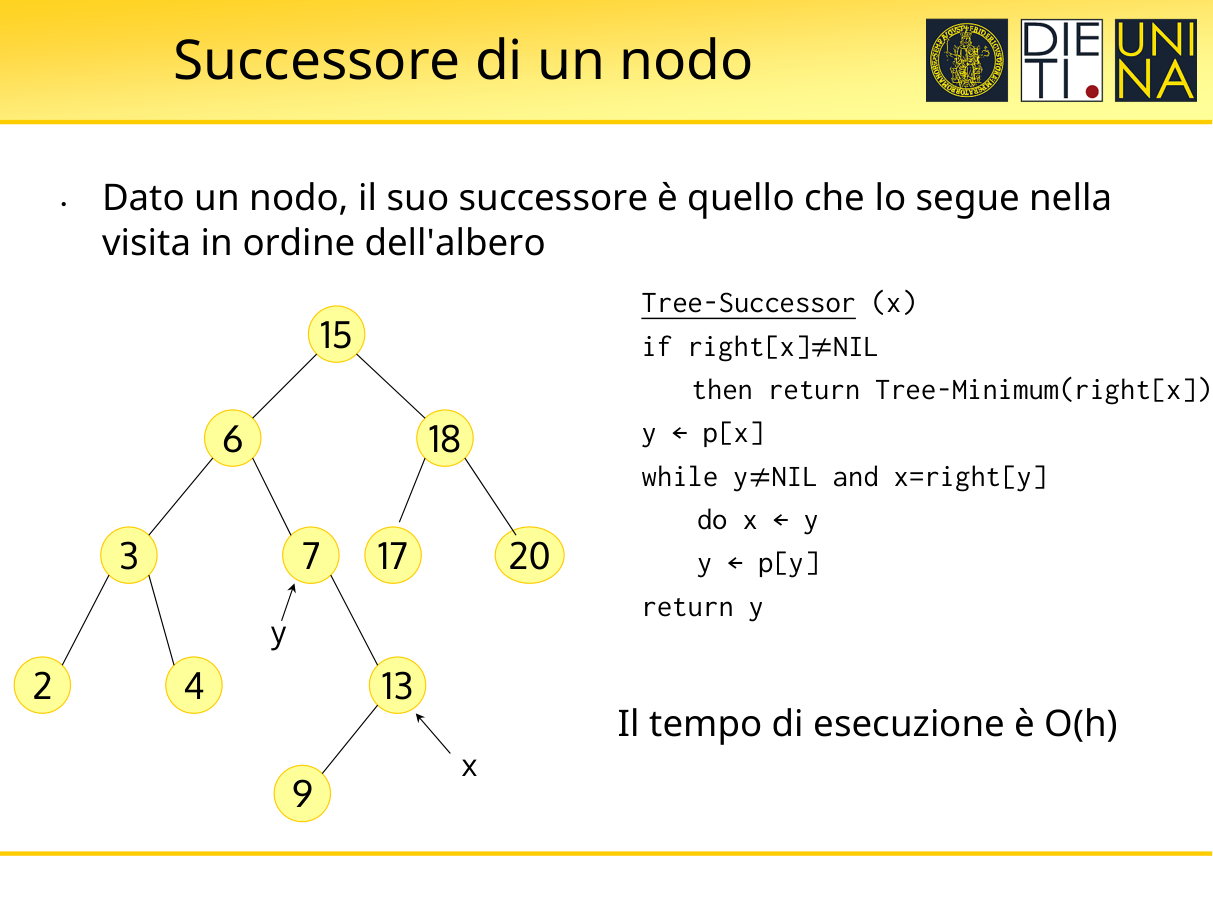 Successore di un nodo
DIE
TI.
UNI
NA
• Dato un nodo, il suo successore è quello che lo segue nella
visita in ordine dell'albero
Tree-Successor (x)
if right[x]≠NIL
then return Tree-Minimum(right[x])
y ← p[x]
while y≠NIL and x=right[y]
do x ← y
y ← p[y]
return y
15
6
18
3
7
17
20
y
2
4
13
x
9
Il tempo di esecuzione è O(h)